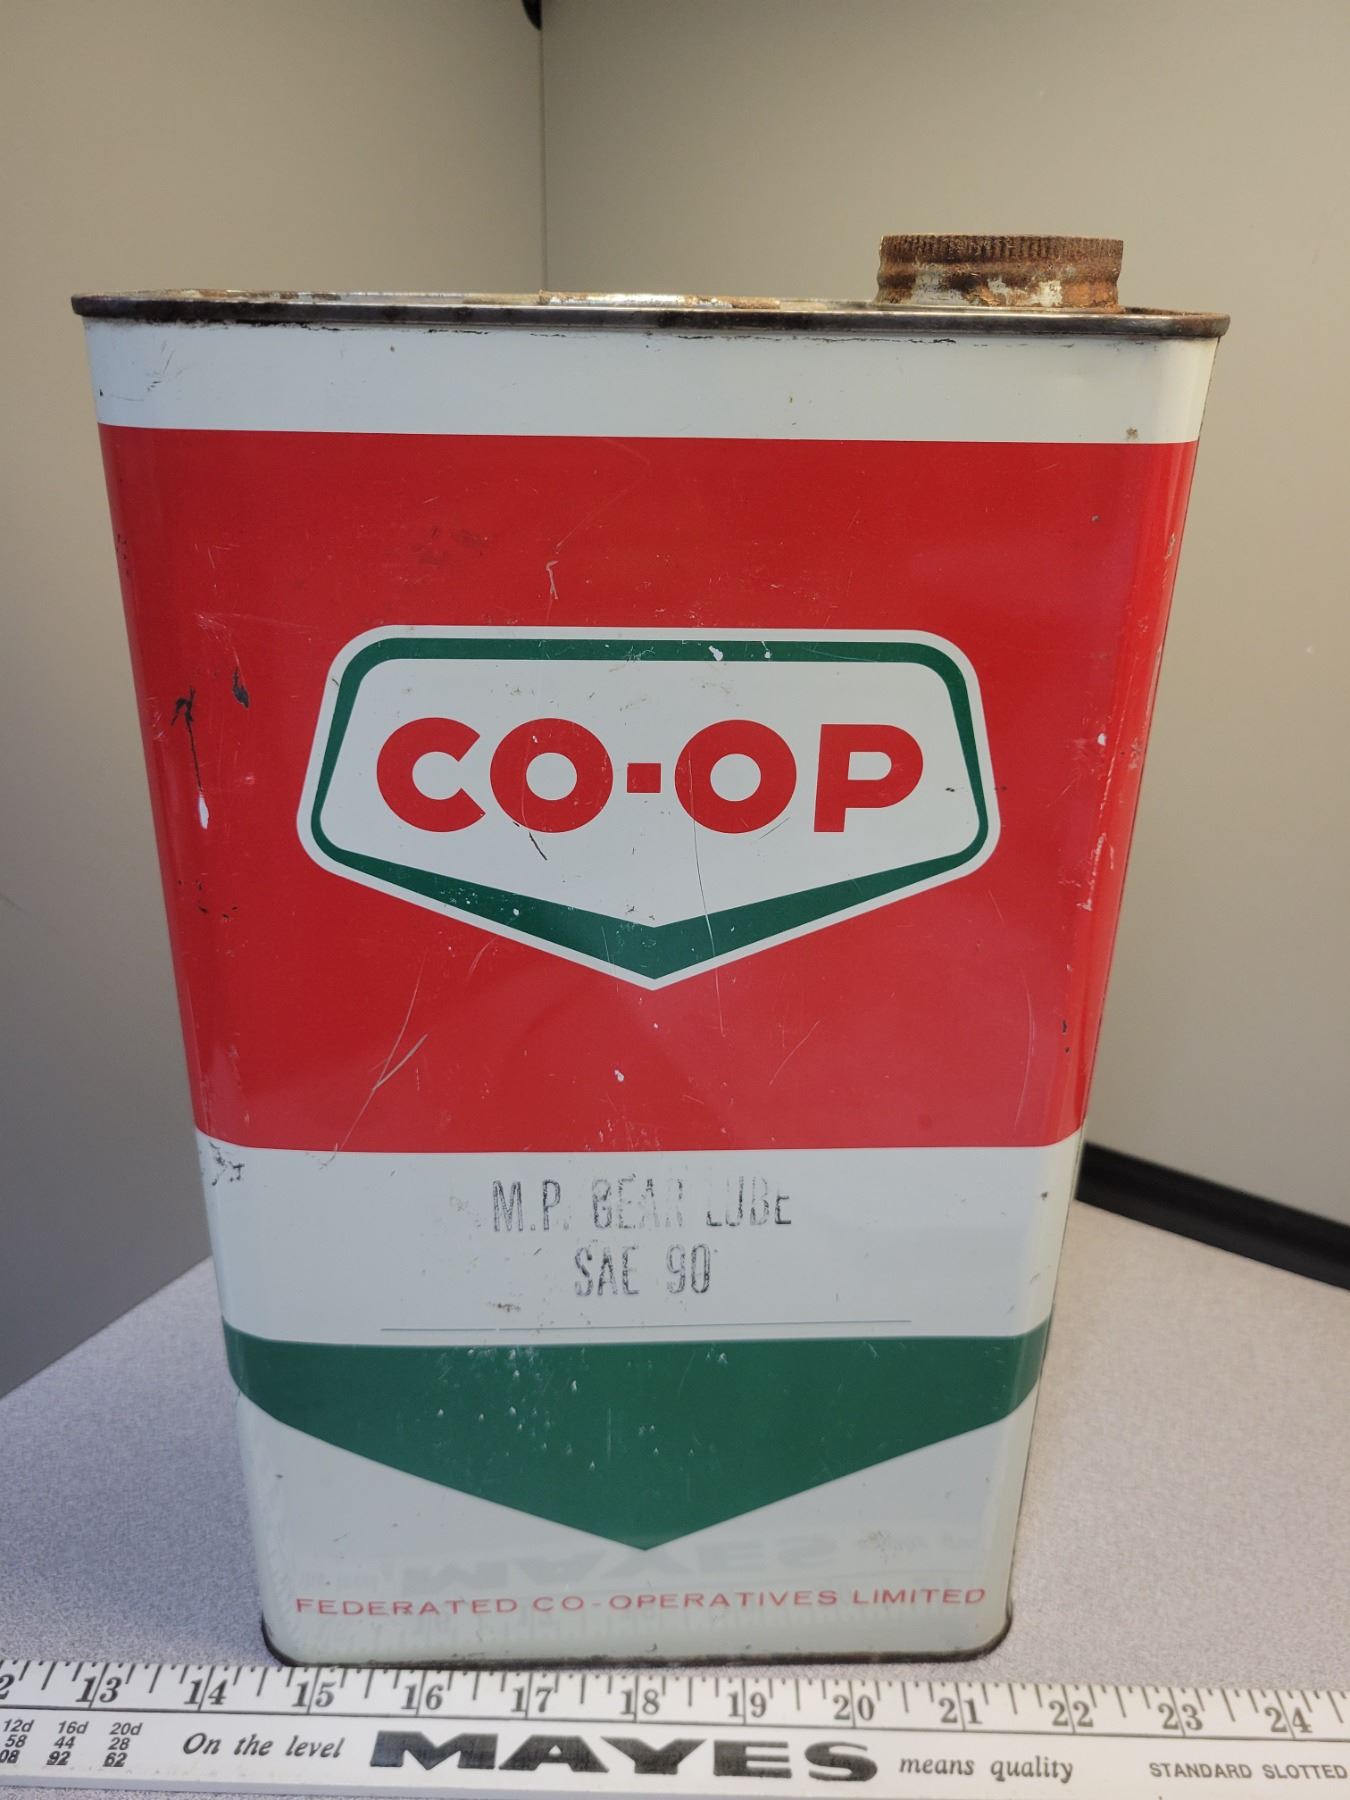 CO-OP
M.P. GEAR LUBE
SAE 90
FEDERATED CO-OPERATIVES LIMITED
13 14 15 16 17 18 19 20 21 22 23 24
12d 16d 20d
58 44 28
08 92 62
On the level MAYES means quality STANDARD SLOTTED